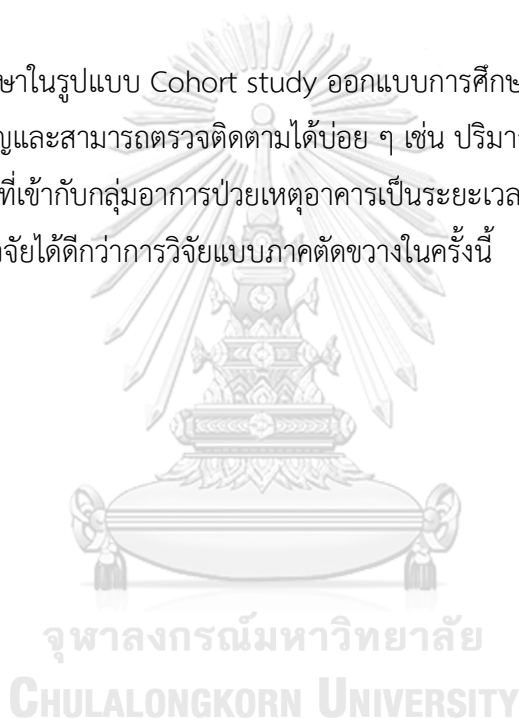 ษาในรูปแบบ Cohort study ออกแบบการศึกษ
ญและสามารถตรวจติดตามได้บ่อย ๆ เช่น ปริมา
ที่เข้ากับกลุ่มอาการป่วยเหตุอาคารเป็นระยะเวล
จัยได้ดีกว่าการวิจัยแบบภาคตัดขวางในครั้งนี้
จุฬาลงกรณ์มหาวิทยาลัย
CHULALONGKORN UNIVERSITY